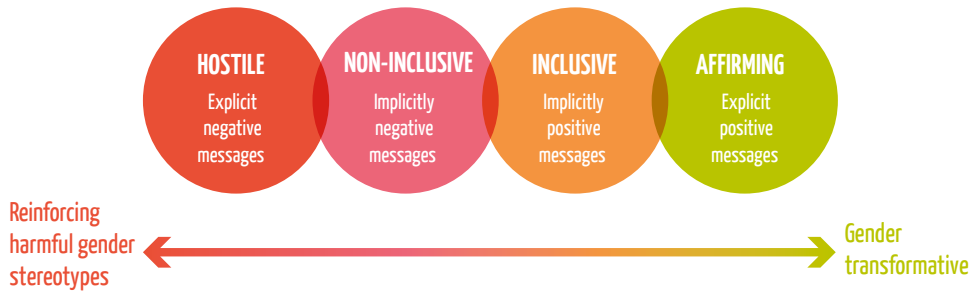 HOSTILE
Explicit
negative
messages
NON-INCLUSIVE
Implicitly
negative
messages
INCLUSIVE
Implicitly
positive
messages
AFFIRMING
Explicit
positive
messages
Reinforcing
harmful gender
stereotypes
Gender
transformative